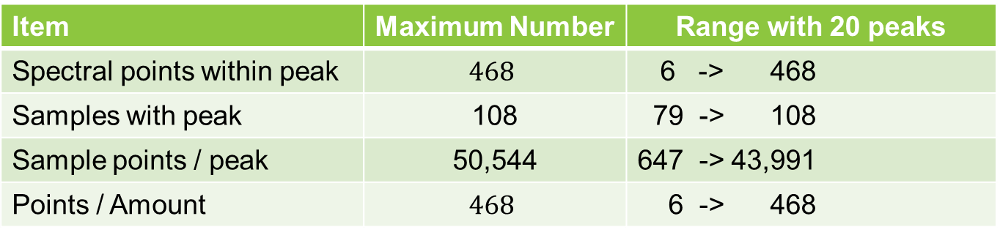 Item Maximum Number Range with 20 peaks
Spectral points within peak 468 6 -> 468
Samples with peak 108 79 -> 108
Sample points / peak 50,544 647 -> 43,991
Points / Amount 468 6 -> 468